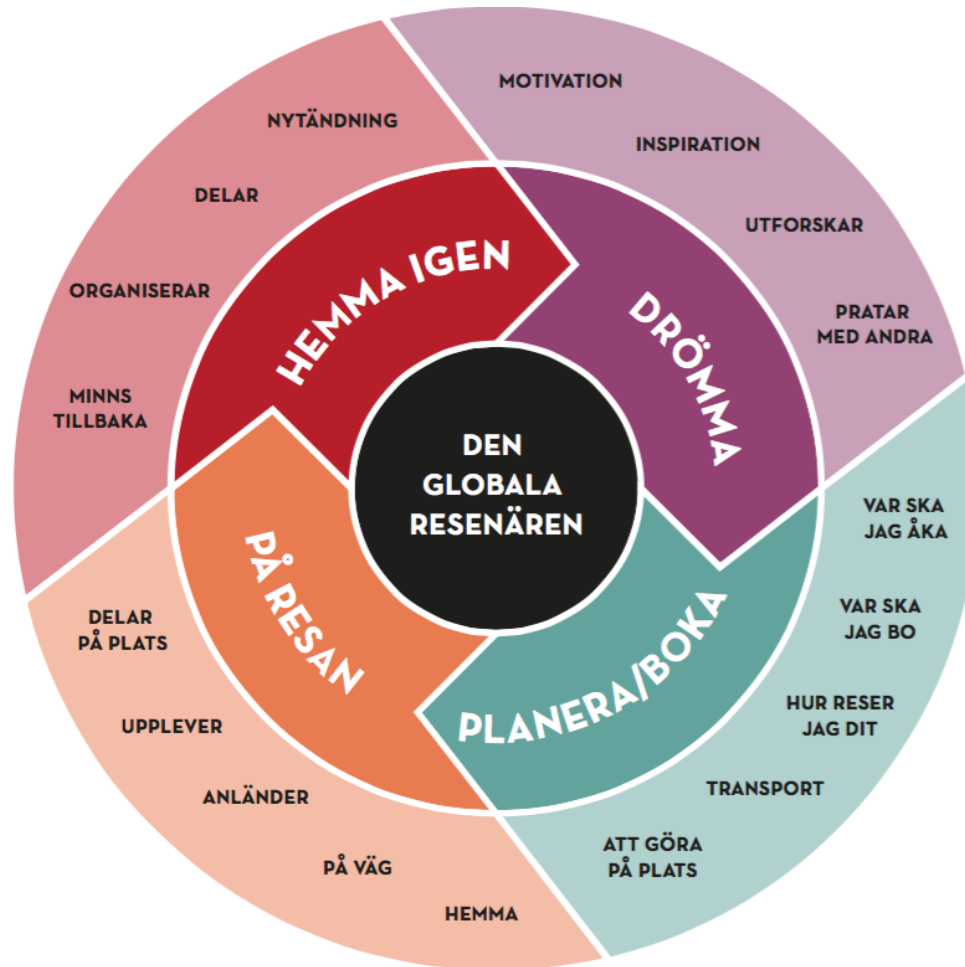 DEN
GLOBALA
RESENÄREN
DRÖMMA
MOTIVATION
INSPIRATION
UTFORSKAR
PRATAR
MED ANDRA
PLANERA/BOKA
VAR SKA
JAG ÅKA
VAR SKA
JAG BO
HUR RESER
JAG DIT
TRANSPORT
ATT GÖRA
PÅ PLATS
PÅ RESAN
HEMMA
PÅ VÄG
ANLÄNDER
UPPLEVER
DELAR
PÅ PLATS
HEMMA IGEN
MINNS
TILLBAKA
ORGANISERAR
DELAR
NYTÄNDNING